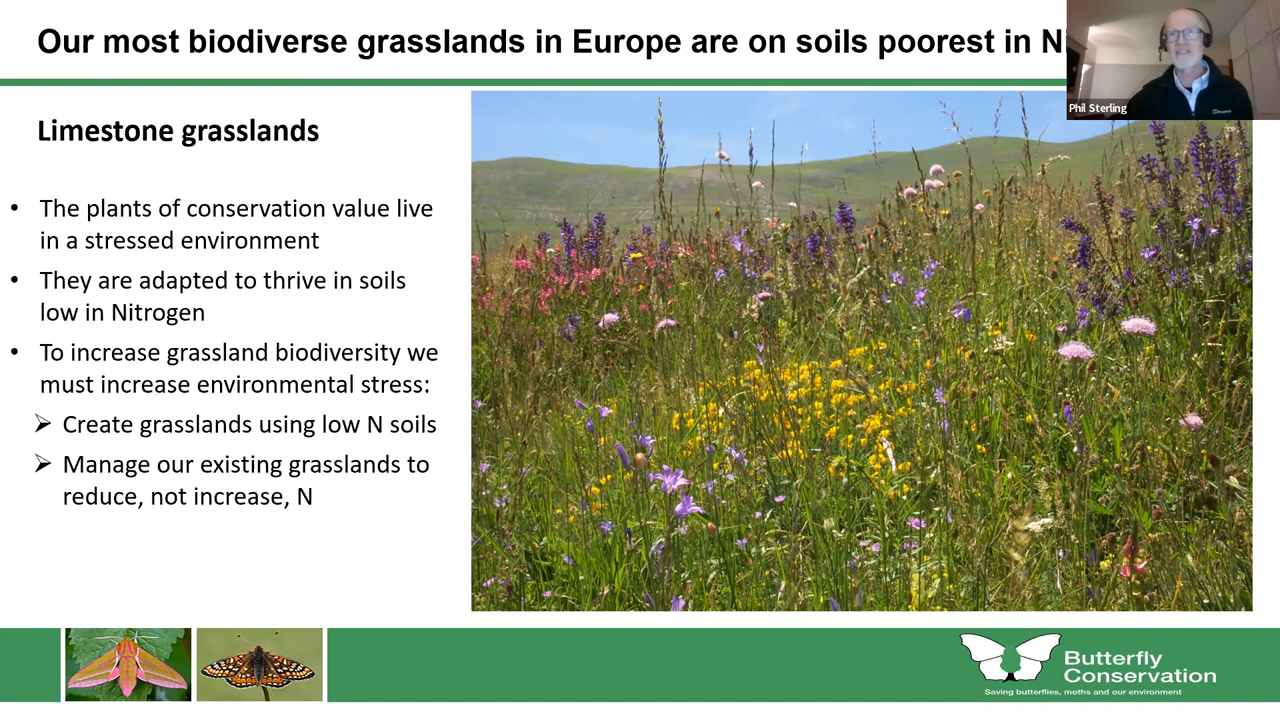 Our most biodiverse grasslands in Europe are on soils poorest in
Phil Sterling
Limestone grasslands
• The plants of conservation value live
in a stressed environment
• They are adapted to thrive in soils
low in Nitrogen
• To increase grassland biodiversity we
must increase environmental stress:
➢ Create grasslands using low N soils
➢ Manage our existing grasslands to
reduce, not increase, N
Butterfly
Conservation
Saving butterflies, moths and our environment